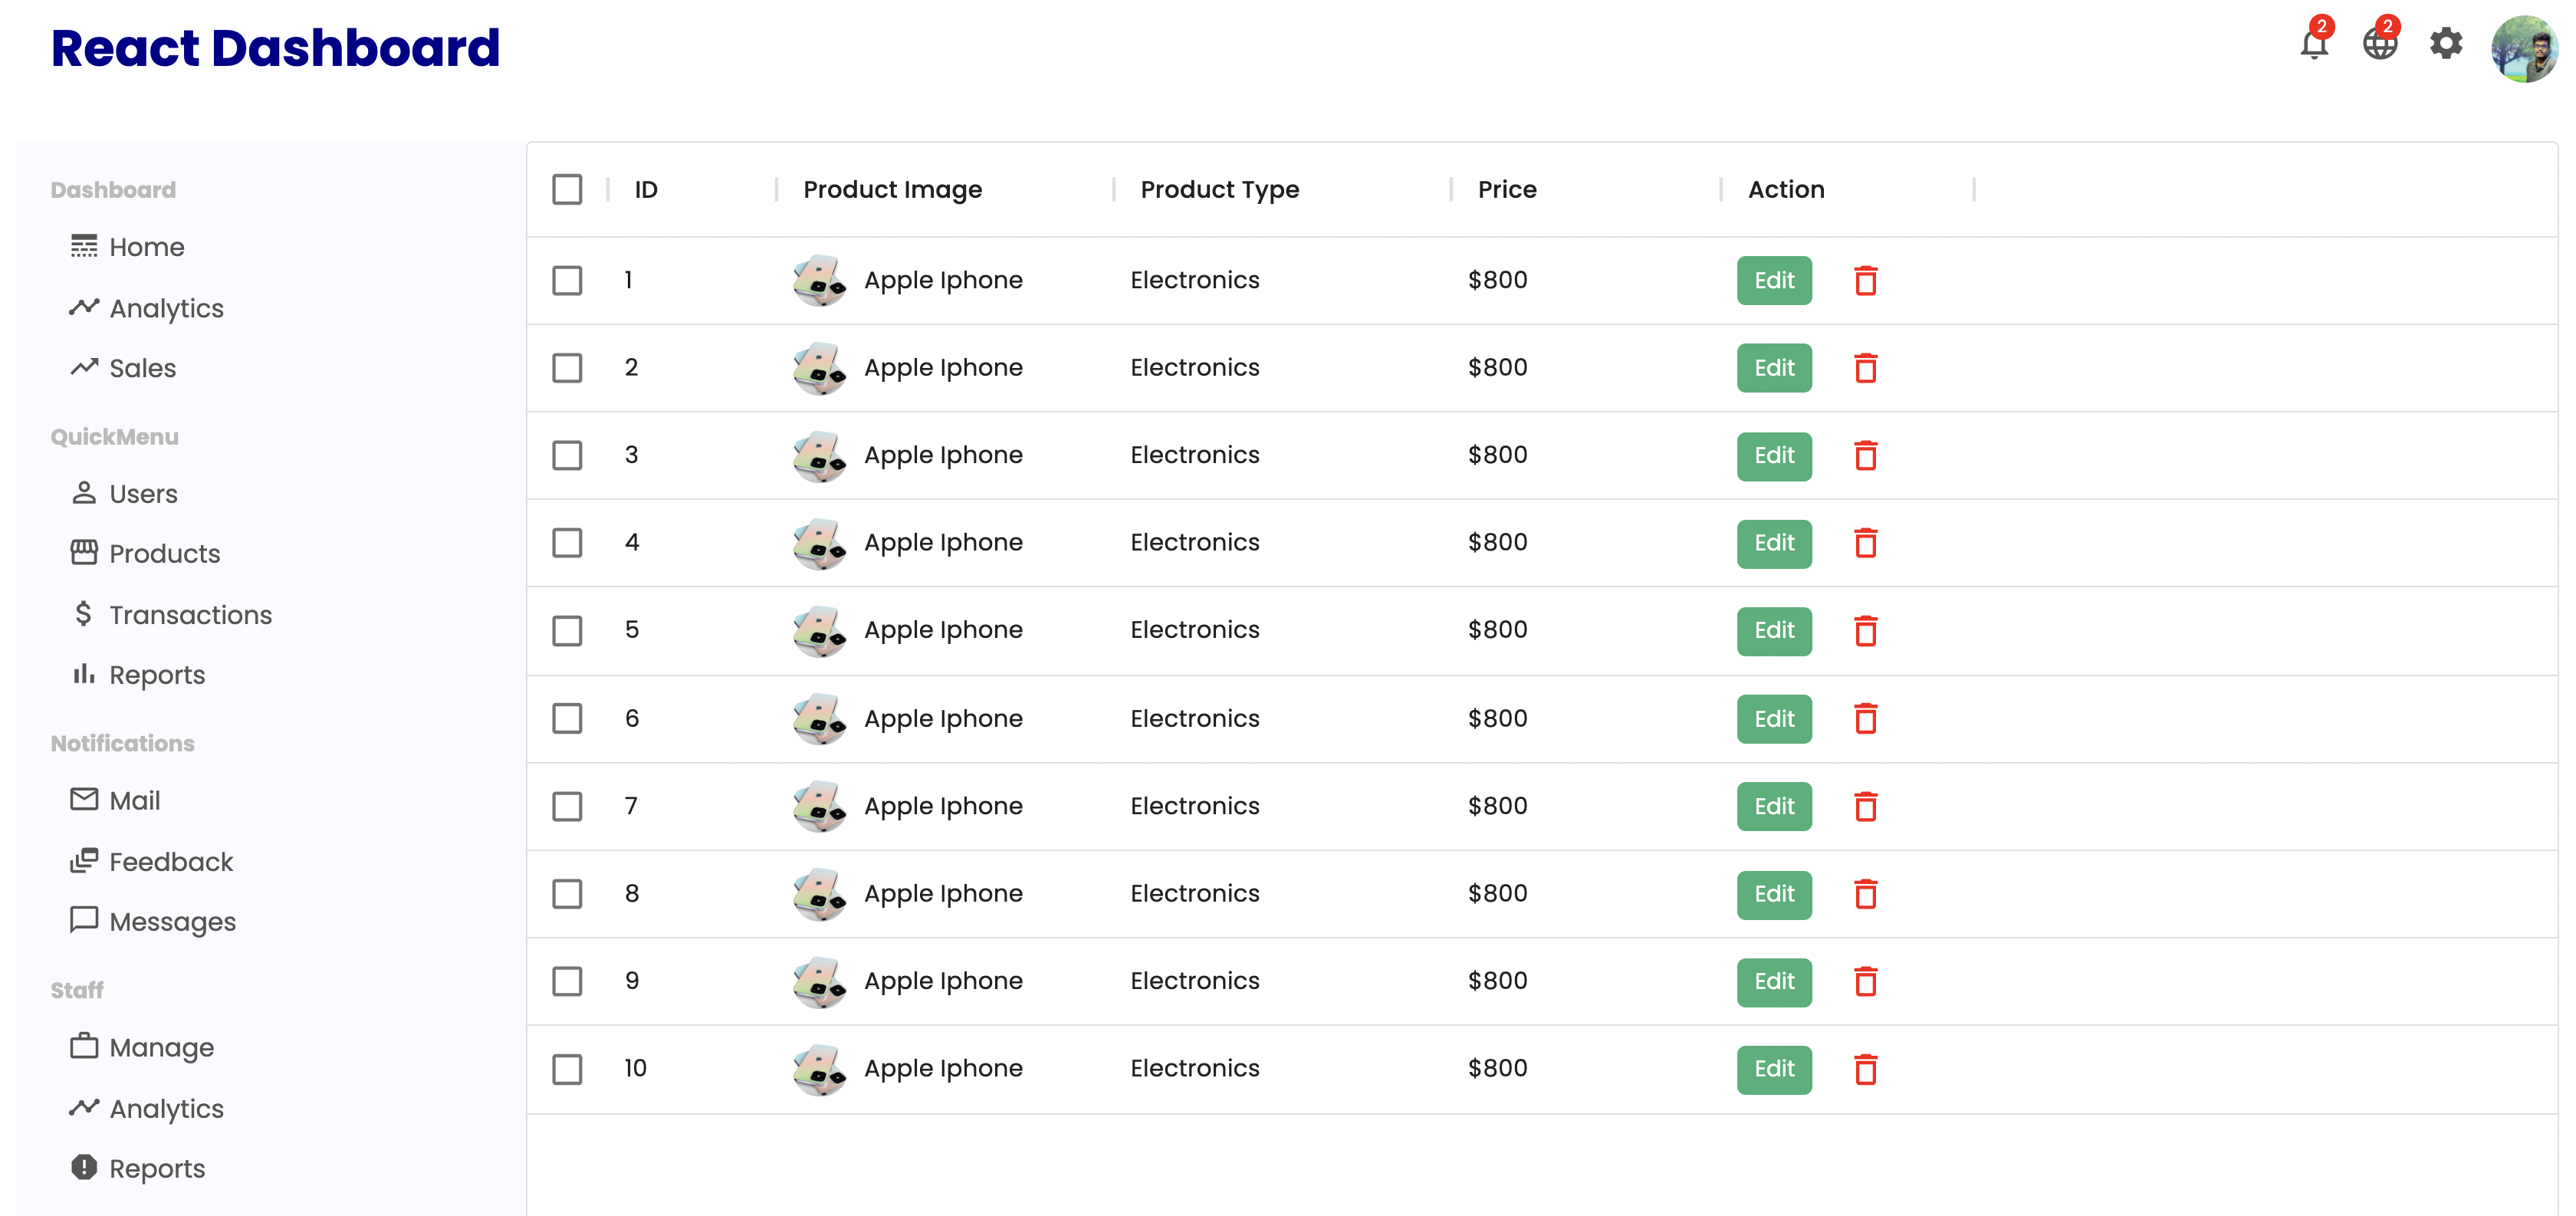 React Dashboard
2
2
Dashboard
Home
Analytics
Sales
QuickMenu
Users
Products
Transactions
Reports
Notifications
Mail
Feedback
Messages
Staff
Manage
Analytics
Reports
ID Product Image Product Type Price Action
1 Apple Iphone Electronics $800 Edit
2 Apple Iphone Electronics $800 Edit
3 Apple Iphone Electronics $800 Edit
4 Apple Iphone Electronics $800 Edit
5 Apple Iphone Electronics $800 Edit
6 Apple Iphone Electronics $800 Edit
7 Apple Iphone Electronics $800 Edit
8 Apple Iphone Electronics $800 Edit
9 Apple Iphone Electronics $800 Edit
10 Apple Iphone Electronics $800 Edit